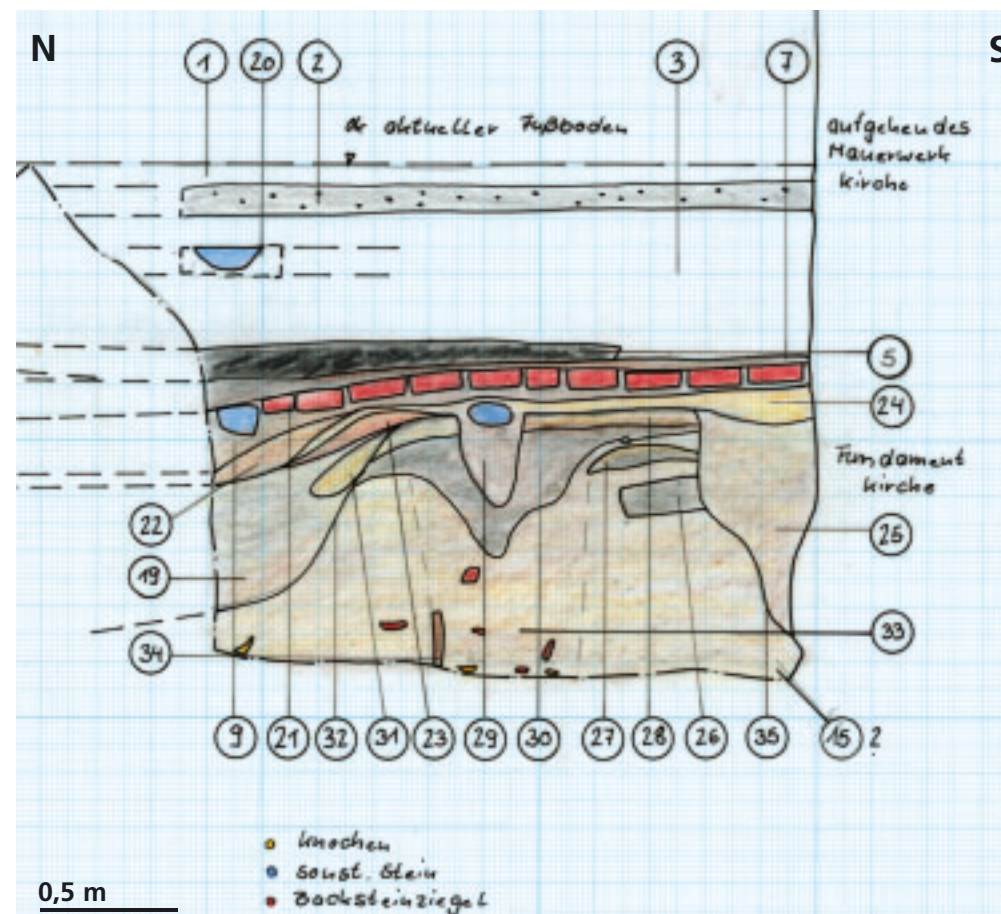 N
S
1 20 2 3 7
OK aktueller Fußboden
aufgehendes
Mauerwerk
Kirche
5
24
Fundament
Kirche
22
25
19
33
34
9 21 32 31 23 29 30 27 28 26 35 15 ?
Knochen
sonst. Stein
Backsteinziegel
0,5 m